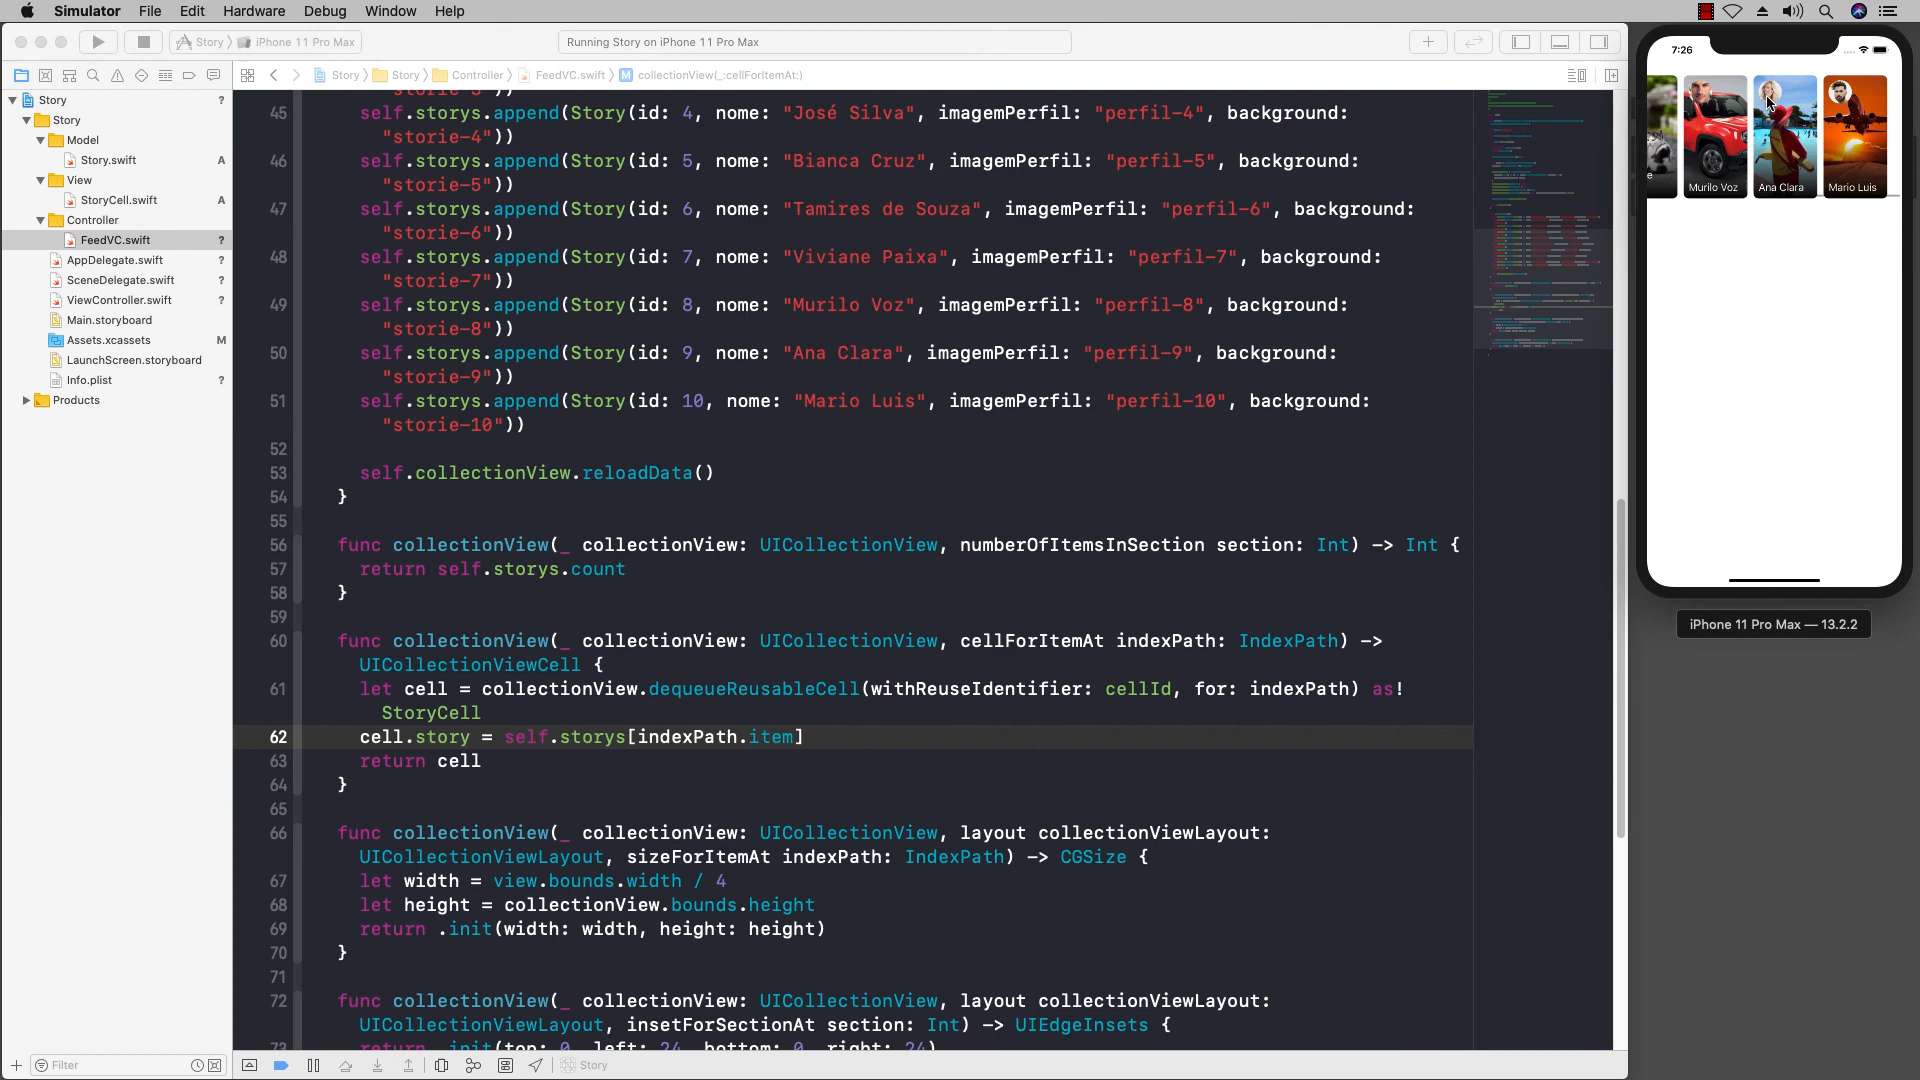 Simulator File Edit Hardware Debug Window Help
Story iPhone 11 Pro Max
Running Story on iPhone 11 Pro Max
Story Story Controller FeedVC.swift M collectionView(_:cellForItemAt:)
Story ?
Story
Model
Story.swift A
View
StoryCell.swift A
Controller
FeedVC.swift ?
AppDelegate.swift ?
SceneDelegate.swift ?
ViewController.swift ?
Main.storyboard
Assets.xcassets M
LaunchScreen.storyboard
Info.plist ?
Products
Filter
"storie-3"))
45 self.storys.append(Story(id: 4, nome: "José Silva", imagemPerfil: "perfil-4", background:
"storie-4"))
46 self.storys.append(Story(id: 5, nome: "Bianca Cruz", imagemPerfil: "perfil-5", background:
"storie-5"))
47 self.storys.append(Story(id: 6, nome: "Tamires de Souza", imagemPerfil: "perfil-6", background:
"storie-6"))
48 self.storys.append(Story(id: 7, nome: "Viviane Paixa", imagemPerfil: "perfil-7", background:
"storie-7"))
49 self.storys.append(Story(id: 8, nome: "Murilo Voz", imagemPerfil: "perfil-8", background:
"storie-8"))
50 self.storys.append(Story(id: 9, nome: "Ana Clara", imagemPerfil: "perfil-9", background:
"storie-9"))
51 self.storys.append(Story(id: 10, nome: "Mario Luis", imagemPerfil: "perfil-10", background:
"storie-10"))
52
53 self.collectionView.reloadData()
54 }
55
56 func collectionView(_ collectionView: UICollectionView, numberOfItemsInSection section: Int) -> Int {
57 return self.storys.count
58 }
59
60 func collectionView(_ collectionView: UICollectionView, cellForItemAt indexPath: IndexPath) ->
UICollectionViewCell {
61 let cell = collectionView.dequeueReusableCell(withReuseIdentifier: cellId, for: indexPath) as!
StoryCell
62 cell.story = self.storys[indexPath.item]
63 return cell
64 }
65
66 func collectionView(_ collectionView: UICollectionView, layout collectionViewLayout:
UICollectionViewLayout, sizeForItemAt indexPath: IndexPath) -> CGSize {
67 let width = view.bounds.width / 4
68 let height = collectionView.bounds.height
69 return .init(width: width, height: height)
70 }
71
72 func collectionView(_ collectionView: UICollectionView, layout collectionViewLayout:
UICollectionViewLayout, insetForSectionAt section: Int) -> UIEdgeInsets {
73 return .init(top: 0, left: 24, bottom: 0, right: 24)
Story
7:26
e Murilo Voz Ana Clara Mario Luis
iPhone 11 Pro Max — 13.2.2